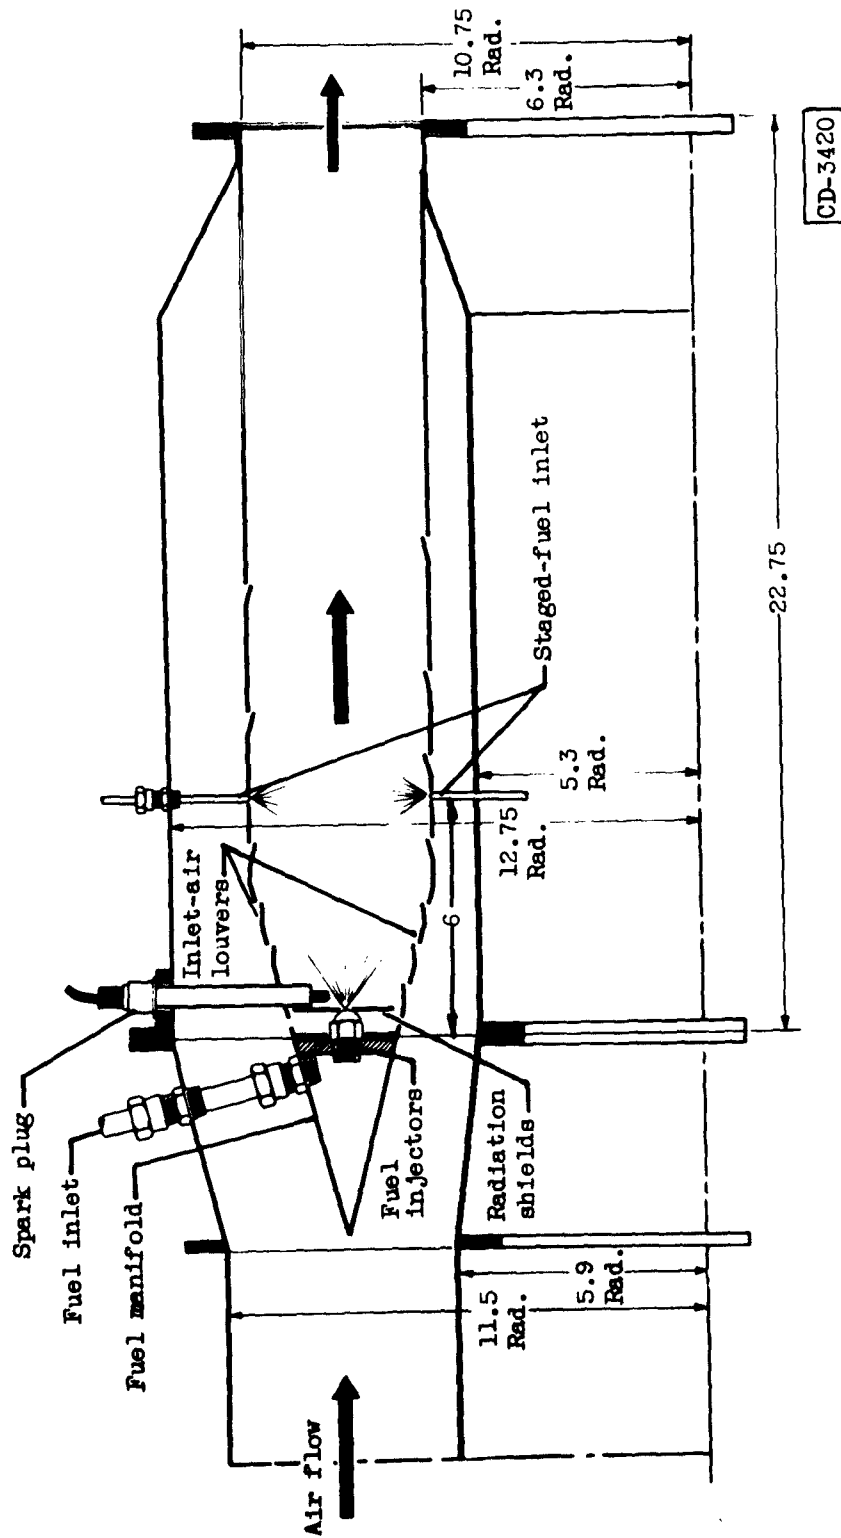 Spark plug
Fuel inlet
Fuel manifold
Air flow
Inlet-air
louvers
Fuel
injectors
Radiation
shields
Staged-fuel inlet
11.5
Rad.
5.9
Rad.
6
12.75
Rad.
5.3
Rad.
22.75
10.75
Rad.
6.3
Rad.
CD-3420